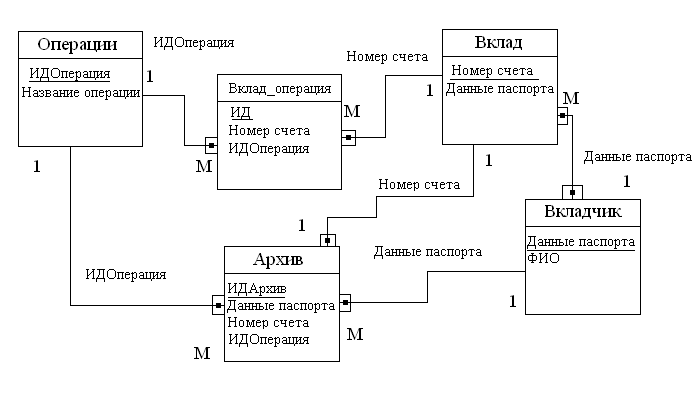 Операции
ИДОперация
Название операции
ИДОперация
1
Вклад_операция
ИД
Номер счета
ИДОперация
М
М
Номер счета
1
Вклад
Номер счета
Данные паспорта
М
Данные паспорта
1
1
Номер счета
1
1
Вкладчик
Данные паспорта
ФИО
Данные паспорта
1
ИДОперация
Архив
ИДАрхив
Данные паспорта
Номер счета
ИДОперация
М
М